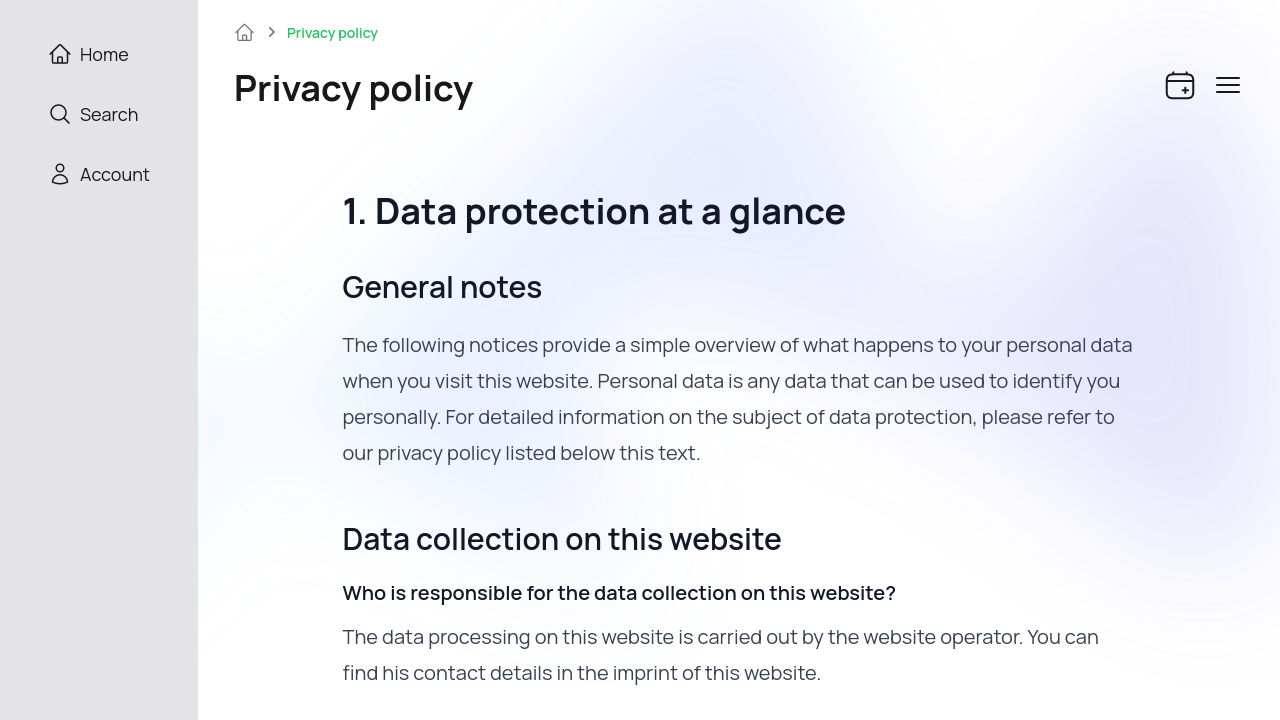 Home
Search
Account
Privacy policy
Privacy policy
1. Data protection at a glance
General notes
The following notices provide a simple overview of what happens to your personal data
when you visit this website. Personal data is any data that can be used to identify you
personally. For detailed information on the subject of data protection, please refer to
our privacy policy listed below this text.
Data collection on this website
Who is responsible for the data collection on this website?
The data processing on this website is carried out by the website operator. You can
find his contact details in the imprint of this website.